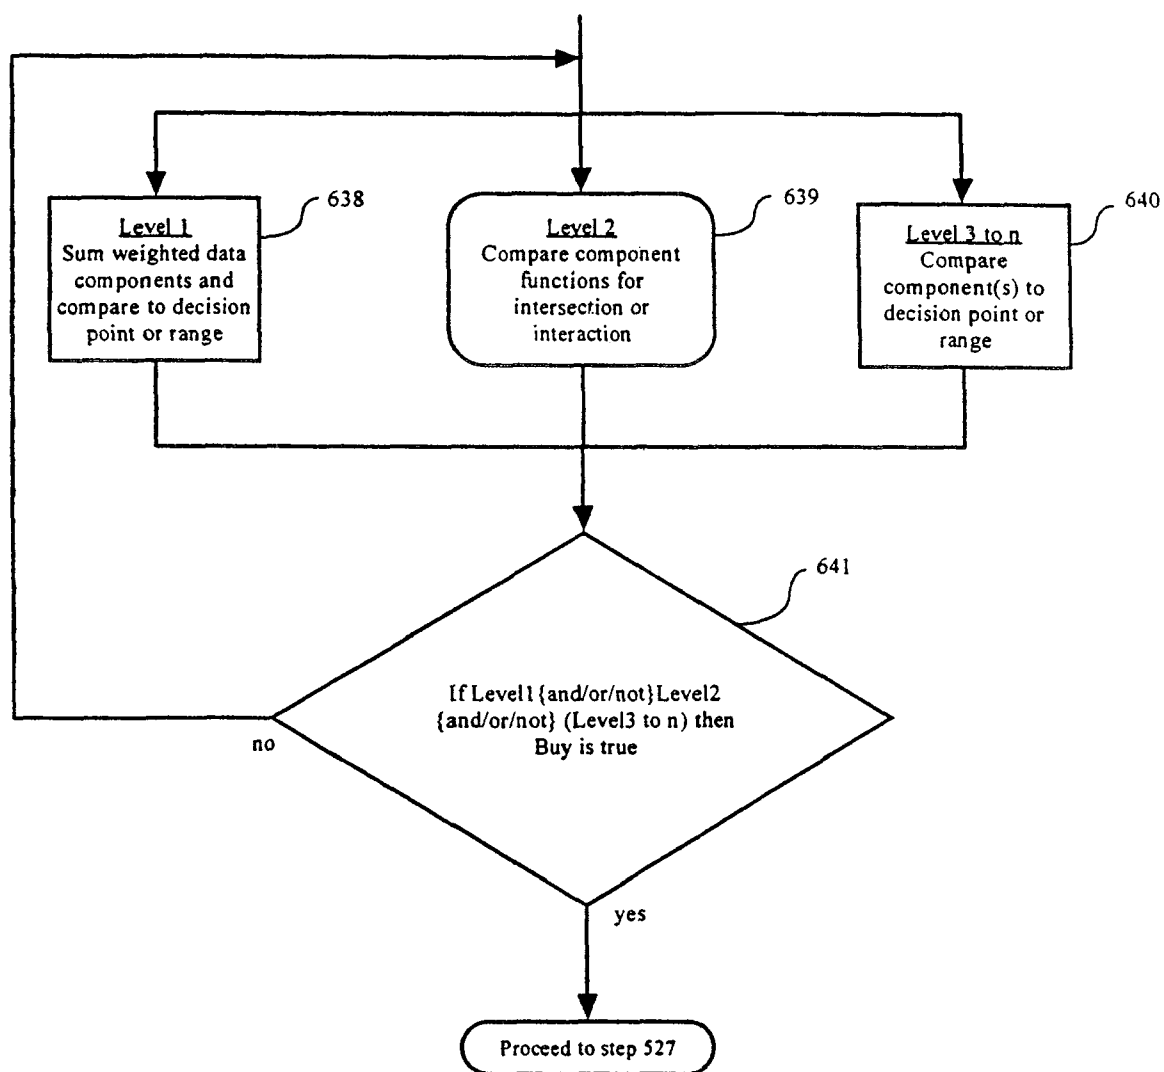 Level 1
Sum weighted data
components and
compare to decision
point or range
638
Level 2
Compare component
functions for
intersection or
interaction
639
Level 3 to n
Compare
component(s) to
decision point or
range
640
641
If Level1{and/or/not}Level2
{and/or/not} (Level3 to n) then
Buy is true
no
yes
Proceed to step 527